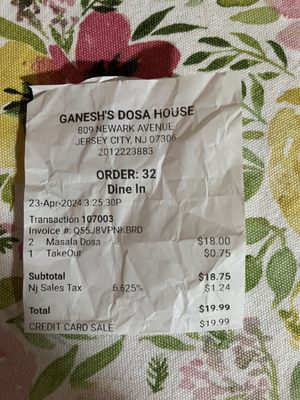 GANESH'S DOSA HOUSE
809 NEWARK AVENUE
JERSEY CITY, NJ 07306
2012223883
ORDER: 32
Dine In
23-Apr-2024 3:25:30P
Transaction 107003
Invoice #: Q55J8VPNKBRD
2 Masala Dosa $18.00
1 TakeOut $0.75
Subtotal $18.75
Nj Sales Tax 6.625% $1.24
Total $19.99
CREDIT CARD SALE $19.99